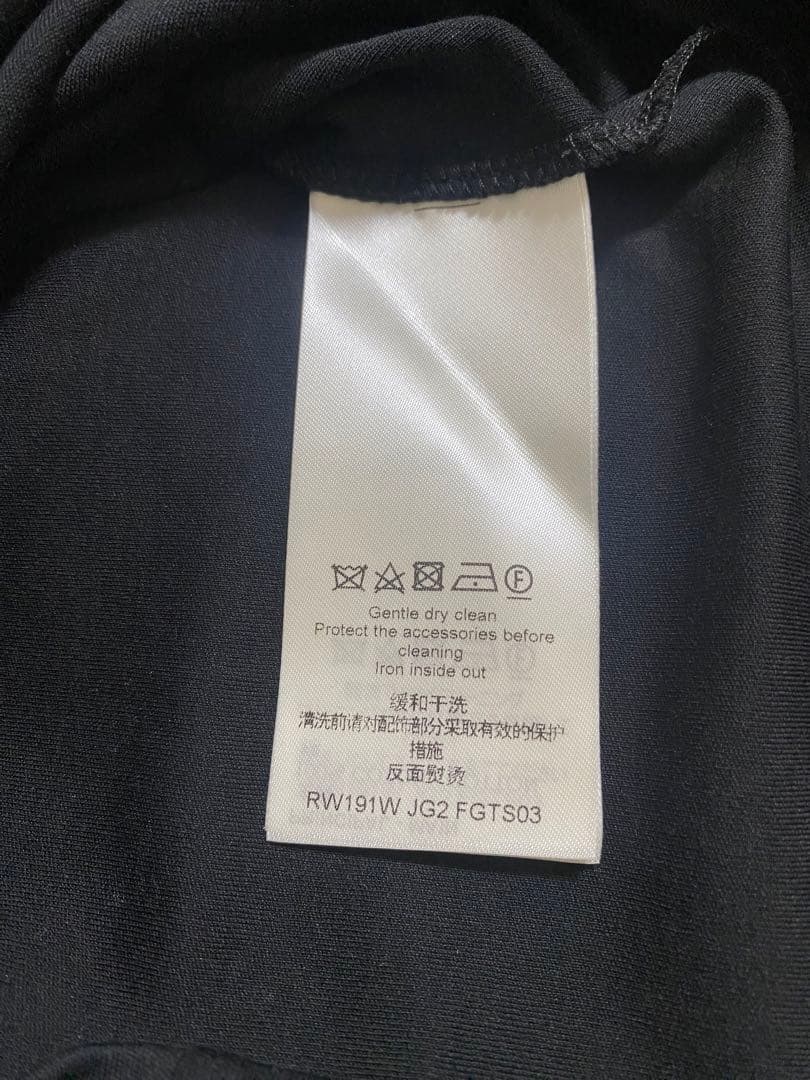 F
Gentle dry clean
Protect the accessories before
cleaning
Iron inside out
缓和干洗
清洗前请对配饰部分采取有效的保护
措施
反面熨烫
RW191W JG2 FGTS03